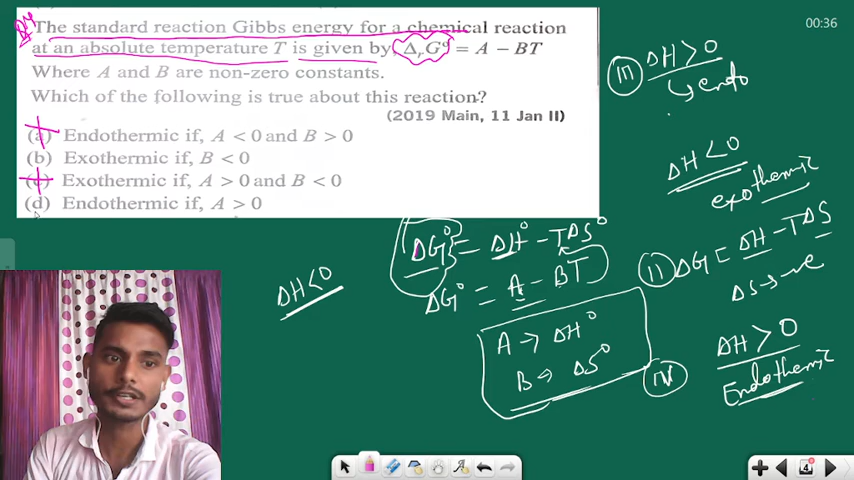 The standard reaction Gibbs energy for a chemical reaction
at an absolute temperature T is given by, ΔrG° = A – BT
Where A and B are non-zero constants.
Which of the following is true about this reaction?
(2019 Main, 11 Jan II)
(a) Endothermic if, A < 0 and B > 0
(b) Exothermic if, B < 0
(c) Exothermic if, A > 0 and B < 0
(d) Endothermic if, A > 0
00:36
III ΔH > 0
↳ endo
ΔH < 0
exothermic
ΔG° = ΔH° – TΔS°
ΔG° = A – BT
A → ΔH°
B → ΔS°
ΔH < 0
II ΔG = ΔH – TΔS
ΔS → -ve
IV ΔH > 0
Endothermic
4